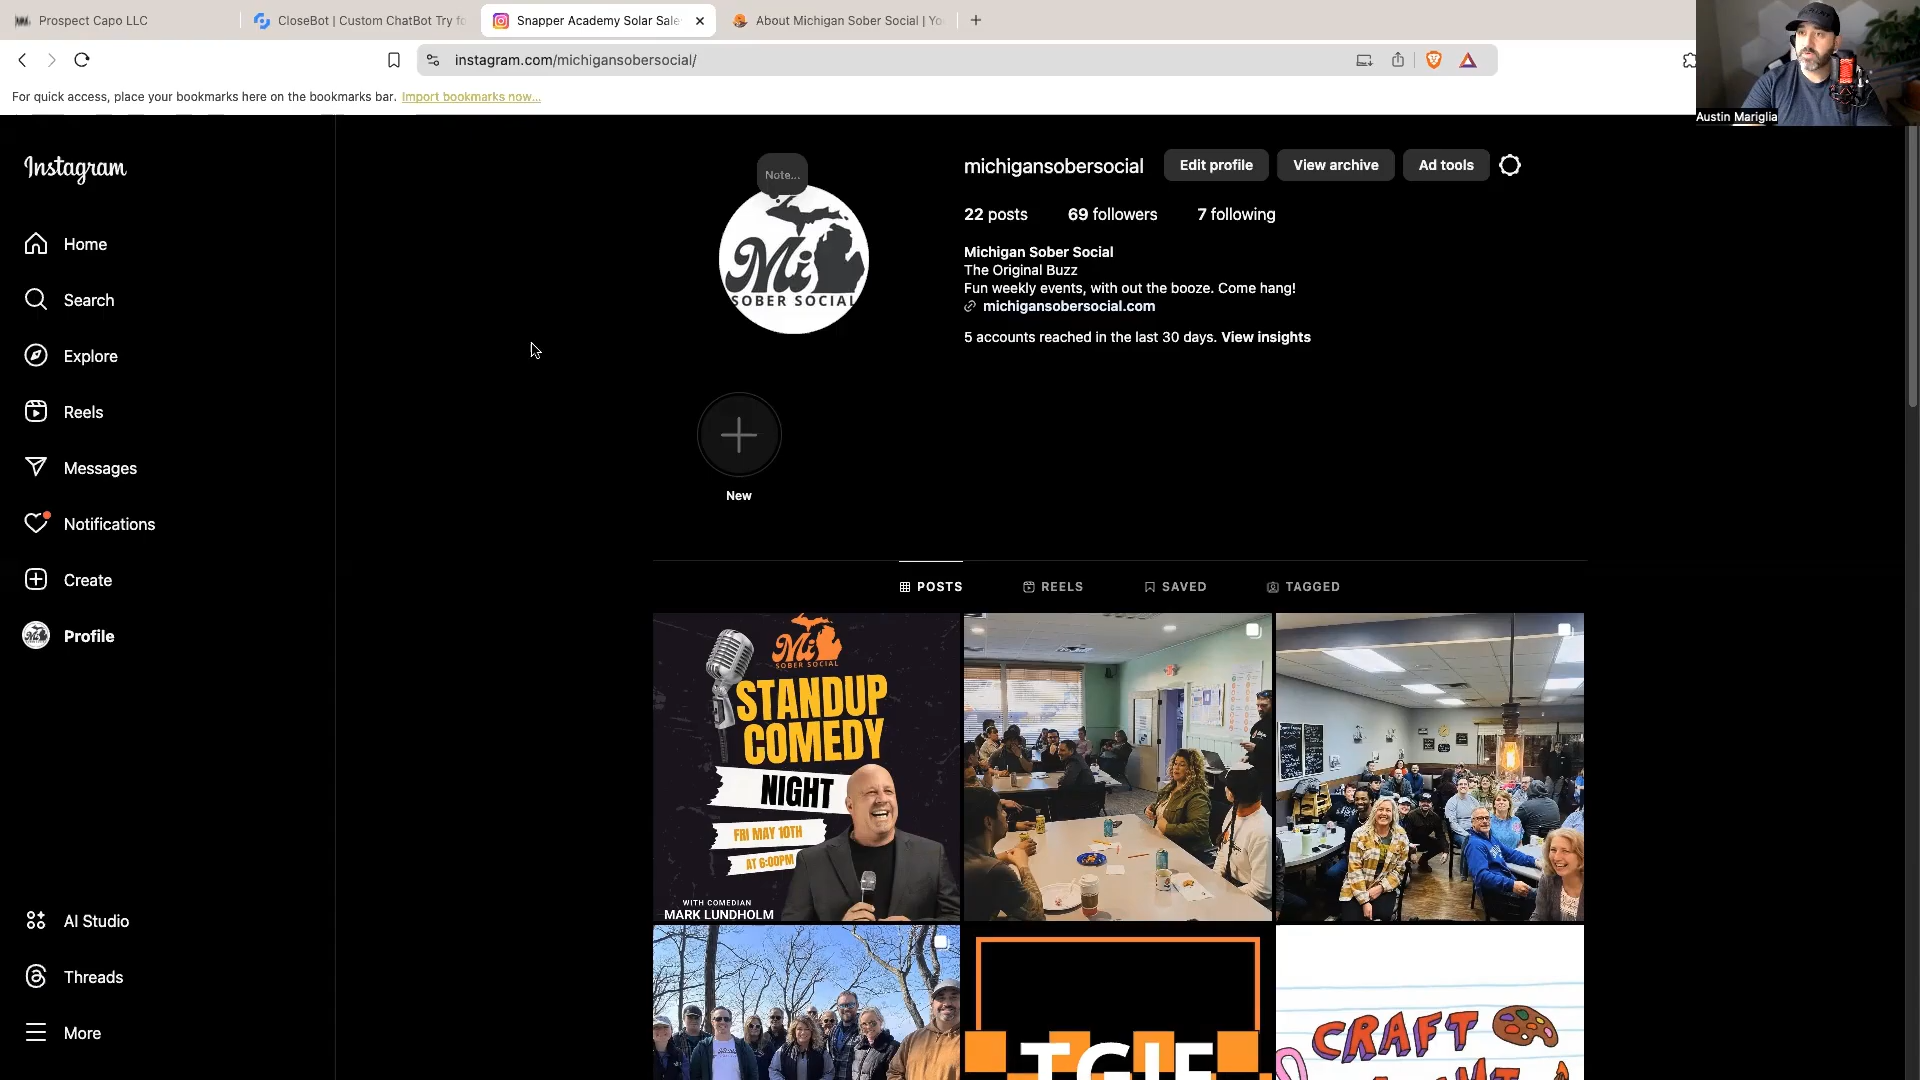 Prospect Capo LLC
CloseBot | Custom ChatBot Try fo
Snapper Academy Solar Sale
About Michigan Sober Social | Yo
instagram.com/michigansobersocial/
For quick access, place your bookmarks here on the bookmarks bar. Import bookmarks now...
Austin Mariglia
Instagram
Home
Search
Explore
Reels
Messages
Notifications
Create
Profile
AI Studio
Threads
More
Note...
Mi
SOBER SOCIAL
michigansobersocial Edit profile View archive Ad tools
22 posts 69 followers 7 following
Michigan Sober Social
The Original Buzz
Fun weekly events, with out the booze. Come hang!
michigansobersocial.com
5 accounts reached in the last 30 days. View insights
New
POSTS REELS SAVED TAGGED
Mi
SOBER SOCIAL
STANDUP
COMEDY
NIGHT
FRI MAY 10TH
AT 6:00PM
WITH COMEDIAN
MARK LUNDHOLM
TGIF
CRAFT